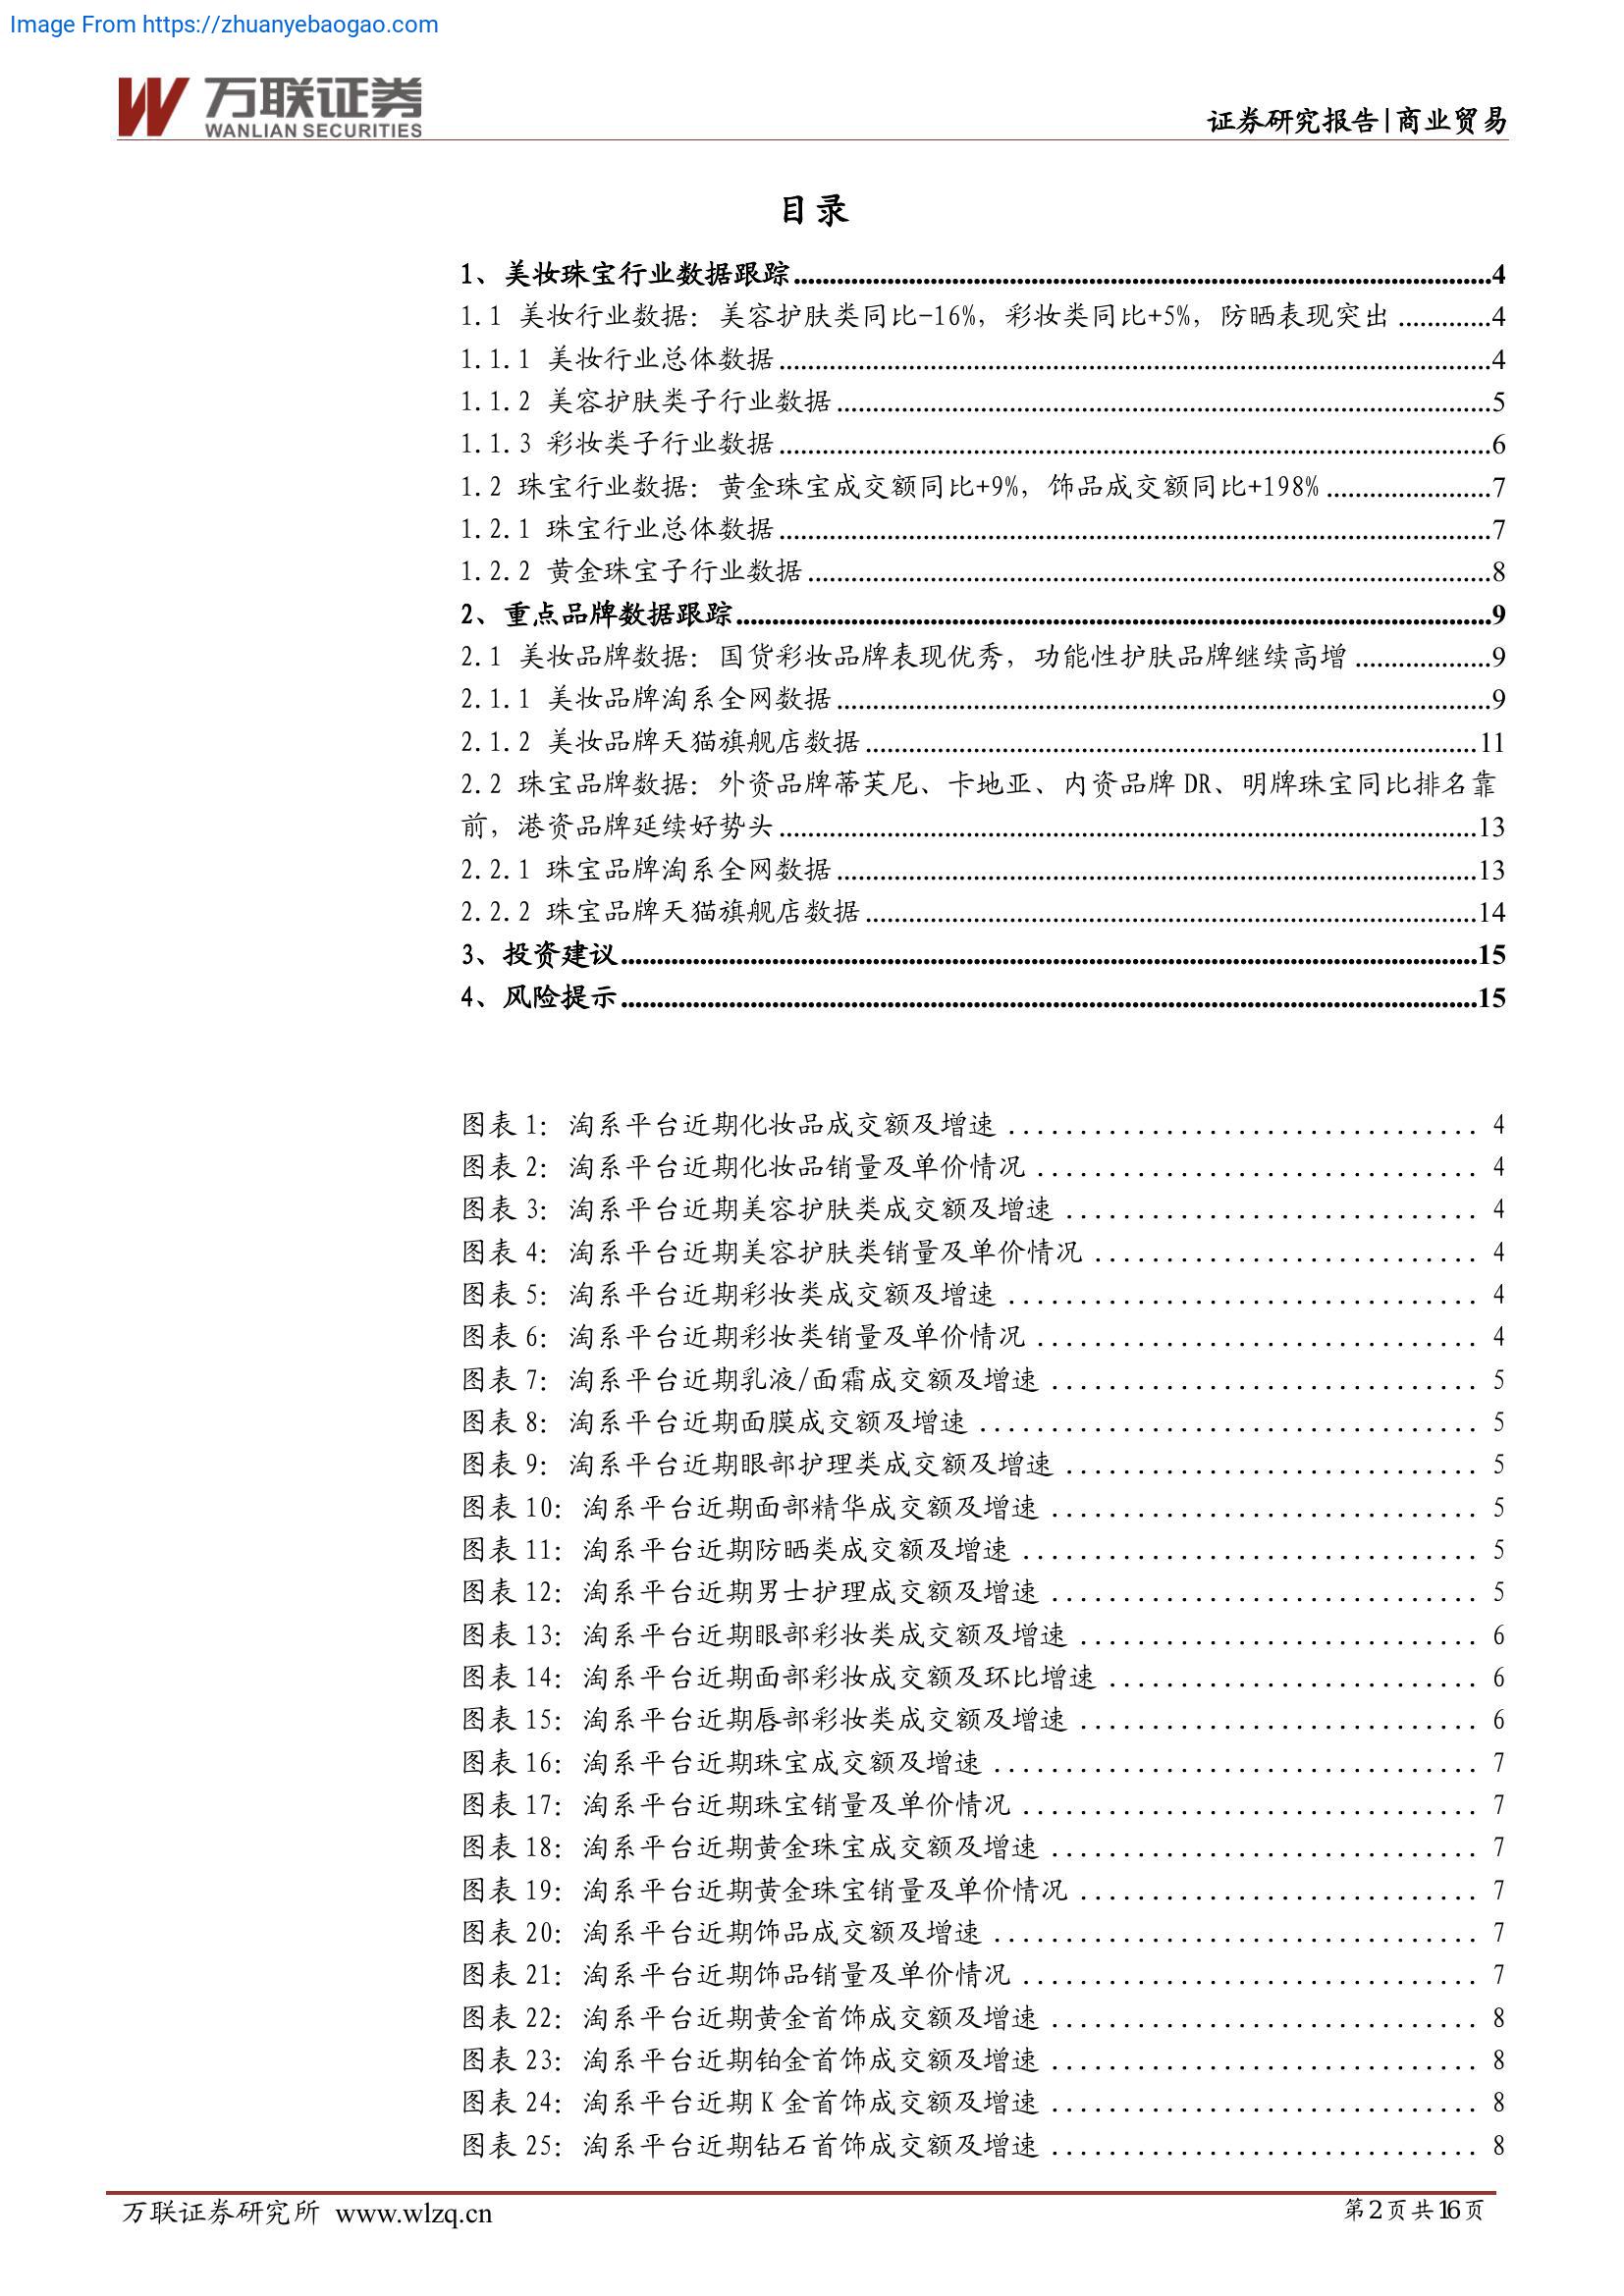 Image From https://zhuanyebaogao.com
万联证券
WANLIAN SECURITIES
证券研究报告|商业贸易
目录
1、美妆珠宝行业数据跟踪........................4
1.1 美妆行业数据：美容护肤类同比-16%，彩妆类同比+5%，防晒表现突出.............4
1.1.1 美妆行业总体数据........................4
1.1.2 美容护肤类子行业数据........................5
1.1.3 彩妆类子行业数据........................6
1.2 珠宝行业数据：黄金珠宝成交额同比+9%，饰品成交额同比+198%.......................7
1.2.1 珠宝行业总体数据........................7
1.2.2 黄金珠宝子行业数据........................8
2、重点品牌数据跟踪........................9
2.1 美妆品牌数据：国货彩妆品牌表现优秀，功能性护肤品牌继续高增...................9
2.1.1 美妆品牌淘系全网数据........................9
2.1.2 美妆品牌天猫旗舰店数据........................11
2.2 珠宝品牌数据：外资品牌蒂芙尼、卡地亚、内资品牌 DR、明牌珠宝同比排名靠
前，港资品牌延续好势头........................13
2.2.1 珠宝品牌淘系全网数据........................13
2.2.2 珠宝品牌天猫旗舰店数据........................14
3、投资建议........................15
4、风险提示........................15
图表 1：淘系平台近期化妆品成交额及增速 ........................ 4
图表 2：淘系平台近期化妆品销量及单价情况 ........................ 4
图表 3：淘系平台近期美容护肤类成交额及增速 ........................ 4
图表 4：淘系平台近期美容护肤类销量及单价情况 ........................ 4
图表 5：淘系平台近期彩妆类成交额及增速 ........................ 4
图表 6：淘系平台近期彩妆类销量及单价情况 ........................ 4
图表 7：淘系平台近期乳液/面霜成交额及增速 ........................ 5
图表 8：淘系平台近期面膜成交额及增速 ........................ 5
图表 9：淘系平台近期眼部护理类成交额及增速 ........................ 5
图表 10：淘系平台近期面部精华成交额及增速 ........................ 5
图表 11：淘系平台近期防晒类成交额及增速 ........................ 5
图表 12：淘系平台近期男士护理成交额及增速 ........................ 5
图表 13：淘系平台近期眼部彩妆类成交额及增速 ........................ 6
图表 14：淘系平台近期面部彩妆成交额及环比增速 ........................ 6
图表 15：淘系平台近期唇部彩妆类成交额及增速 ........................ 6
图表 16：淘系平台近期珠宝成交额及增速 ........................ 7
图表 17：淘系平台近期珠宝销量及单价情况 ........................ 7
图表 18：淘系平台近期黄金珠宝成交额及增速 ........................ 7
图表 19：淘系平台近期黄金珠宝销量及单价情况 ........................ 7
图表 20：淘系平台近期饰品成交额及增速 ........................ 7
图表 21：淘系平台近期饰品销量及单价情况 ........................ 7
图表 22：淘系平台近期黄金首饰成交额及增速 ........................ 8
图表 23：淘系平台近期铂金首饰成交额及增速 ........................ 8
图表 24：淘系平台近期 K 金首饰成交额及增速 ........................ 8
图表 25：淘系平台近期钻石首饰成交额及增速 ........................ 8
万联证券研究所 www.wlzq.cn
第2页共16页